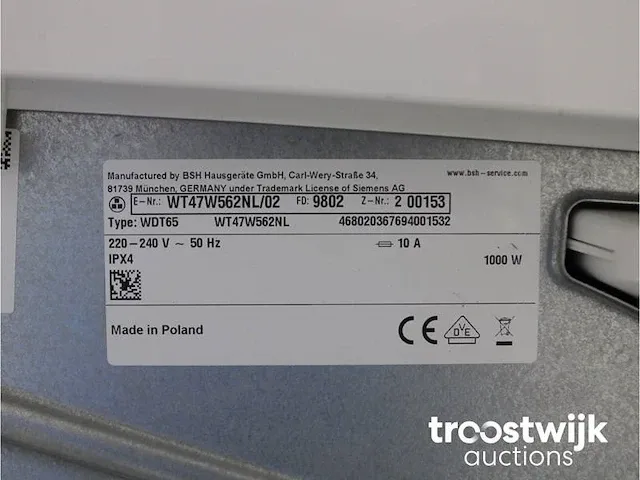 Manufactured by BSH Hausgeräte GmbH, Carl-Wery-Straße 34,
81739 München, GERMANY under Trademark License of Siemens AG
www.bsh-service.com
E-Nr.: WT47W562NL/02 FD: 9802 Z-Nr.: 2 00153
Type: WDT65 WT47W562NL 468020367694001532
220-240 V ~ 50 Hz 10 A
IPX4 1000 W
Made in Poland CE DVE
troostwijk
auctions